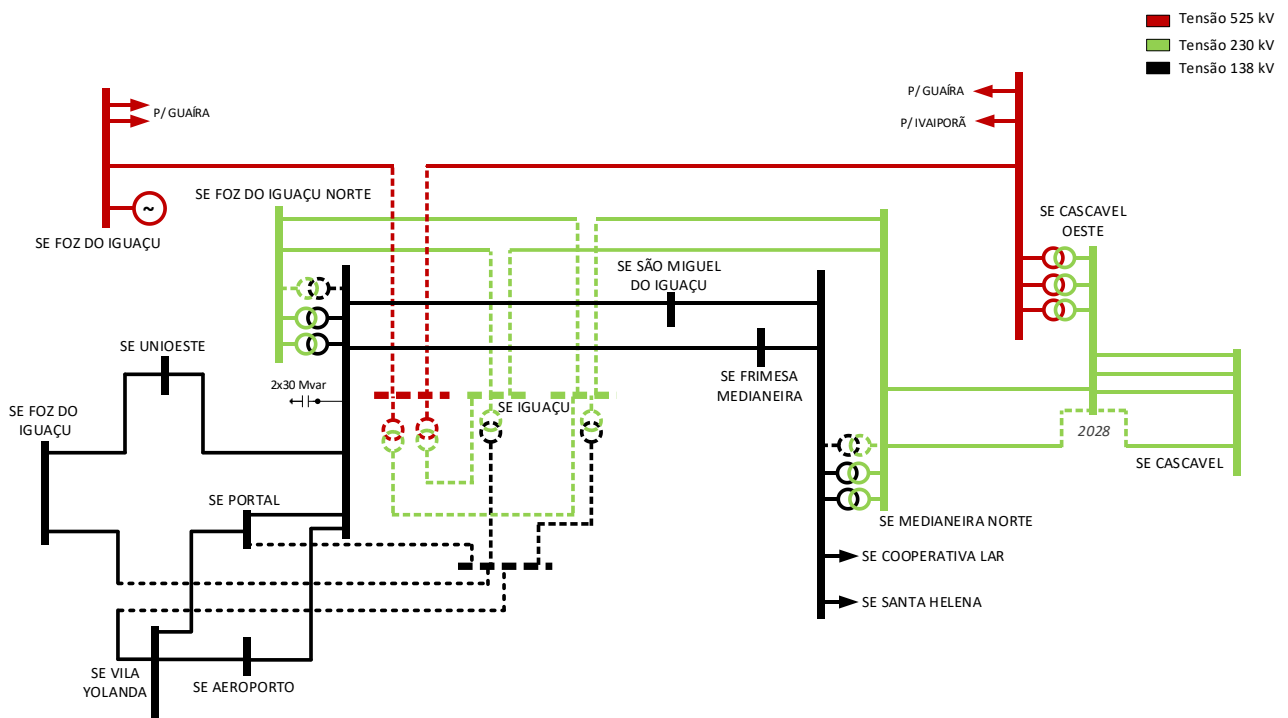 Tensão 525 kV
Tensão 230 kV
Tensão 138 kV
P/ GUAÍRA
P/ GUAÍRA
P/ IVAIPORÃ
SE FOZ DO IGUAÇU NORTE
~
SE FOZ DO IGUAÇU
SE CASCAVEL
OESTE
SE SÃO MIGUEL
DO IGUAÇU
SE UNIOESTE
2x30 Mvar
SE FRIMESA
MEDIANEIRA
SE IGUAÇU
SE FOZ DO
IGUAÇU
2028
SE CASCAVEL
SE PORTAL
SE MEDIANEIRA NORTE
SE COOPERATIVA LAR
SE SANTA HELENA
SE VILA
YOLANDA
SE AEROPORTO